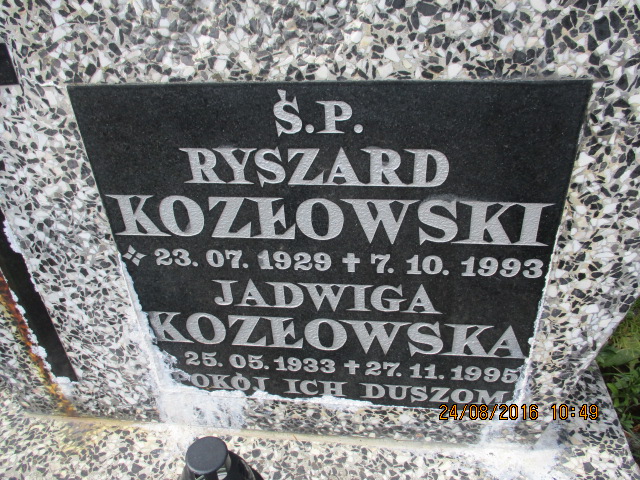 Ś.P.
RYSZARD
KOZŁOWSKI
23.07.1929 ✝ 7.10.1993
JADWIGA
KOZŁOWSKA
25.05.1933 ✝ 27.11.1995
POKÓJ ICH DUSZOM
24/08/2016 10:49